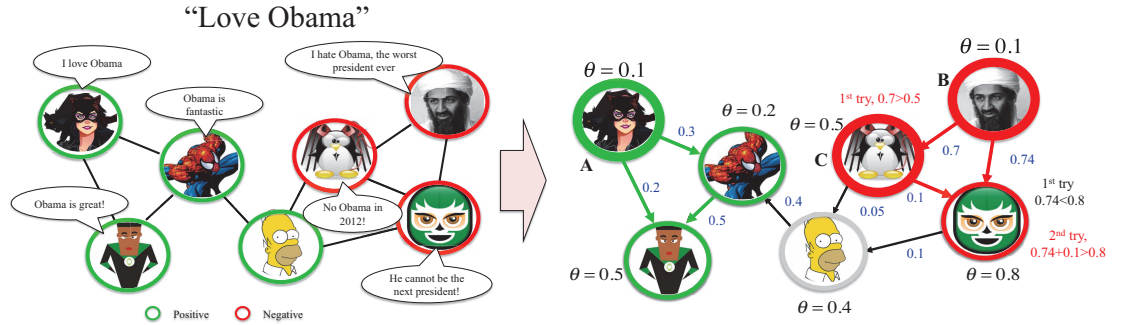 “Love Obama”
I love Obama
Obama is
fantastic
I hate Obama, the worst
president ever
Obama is great!
No Obama in
2012!
He cannot be the
next president!
Positive
Negative
θ = 0.1
A
0.3
0.2
θ = 0.2
0.5
θ = 0.5
0.4
θ = 0.4
1st try, 0.7>0.5
θ = 0.5
C
B
θ = 0.1
0.7
0.74
0.05
0.1
1st try
0.74<0.8
2nd try,
0.74+0.1>0.8
0.1
θ = 0.8